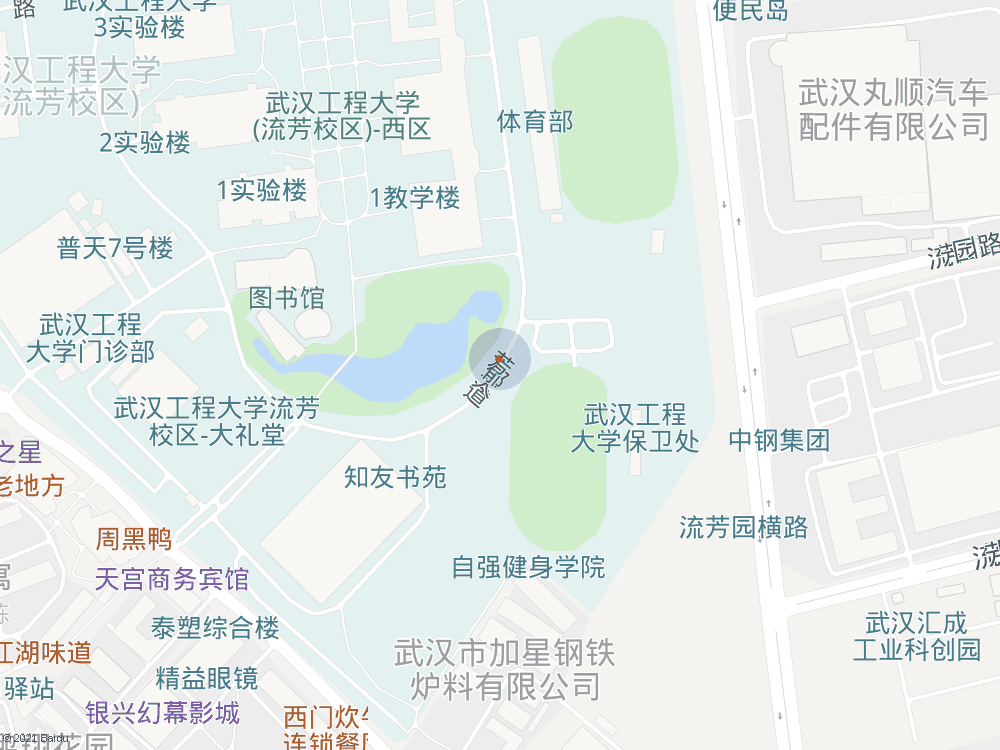 路
武汉工程大学
3实验楼
便民岛
汉工程大学
流芳校区)
武汉工程大学
(流芳校区)-西区
体育部
武汉丸顺汽车
配件有限公司
2实验楼
1实验楼
1教学楼
普天7号楼
流芳园路
图书馆
武汉工程
大学门诊部
武汉工程大学流芳
校区-大礼堂
武汉工程
大学保卫处
中钢集团
之星
老地方
知友书苑
周黑鸭
流芳园横路
天宫商务宾馆
自强健身学院
泰塑综合楼
武汉汇成
工业科创园
江湖味道
武汉市加星钢铁
炉料有限公司
驿站
精益眼镜
银兴幻幕影城
西门炊
连锁餐厅
© 2021 Baidu